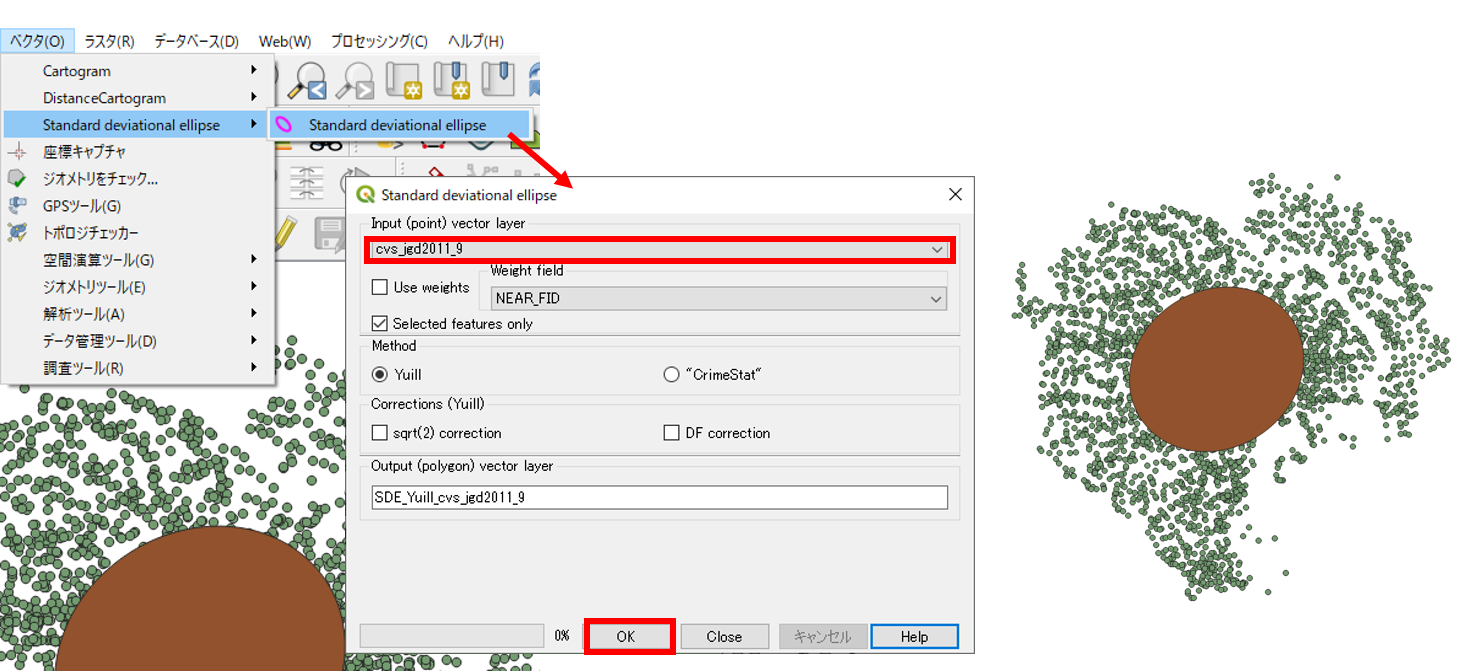 ベクタ(O) ラスタ(R) データベース(D) Web(W) プロセッシング(C) ヘルプ(H)
Cartogram
DistanceCartogram
Standard deviational ellipse
Standard deviational ellipse
座標キャプチャ
ジオメトリをチェック...
GPSツール(G)
トポロジチェッカー
空間演算ツール(G)
ジオメトリツール(E)
解析ツール(A)
データ管理ツール(D)
調査ツール(R)
Standard deviational ellipse
Input (point) vector layer
cvs_jgd2011_9
Use weights
Weight field
NEAR_FID
Selected features only
Method
Yuill
"CrimeStat"
Corrections (Yuill)
sqrt(2) correction
DF correction
Output (polygon) vector layer
SDE_Yuill_cvs_jgd2011_9
0% OK Close キャンセル Help